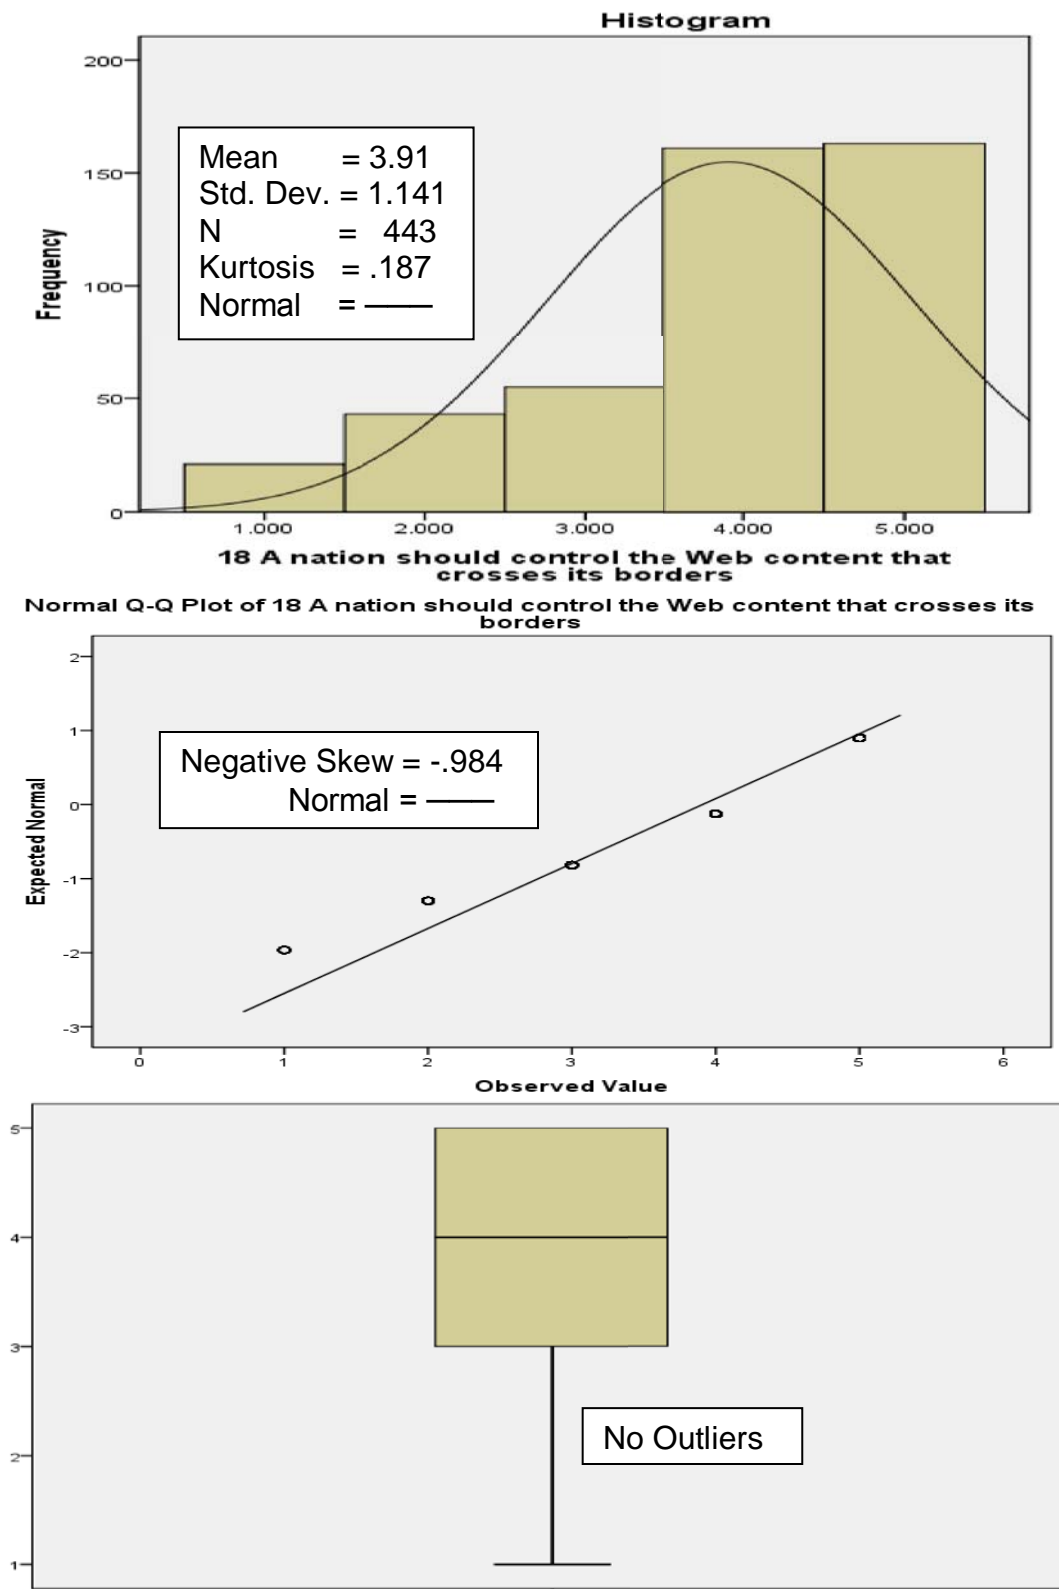 Histogram
200
150
100
50
0
Frequency
Mean = 3.91
Std. Dev. = 1.141
N = 443
Kurtosis = .187
Normal = ——
1.000 2.000 3.000 4.000 5.000
18 A nation should control the Web content that
crosses its borders
Normal Q-Q Plot of 18 A nation should control the Web content that crosses its
borders
2
1
0
-1
-2
-3
Expected Normal
Negative Skew = -.984
Normal = ——
0 1 2 3 4 5 6
Observed Value
5
4
3
2
1
No Outliers